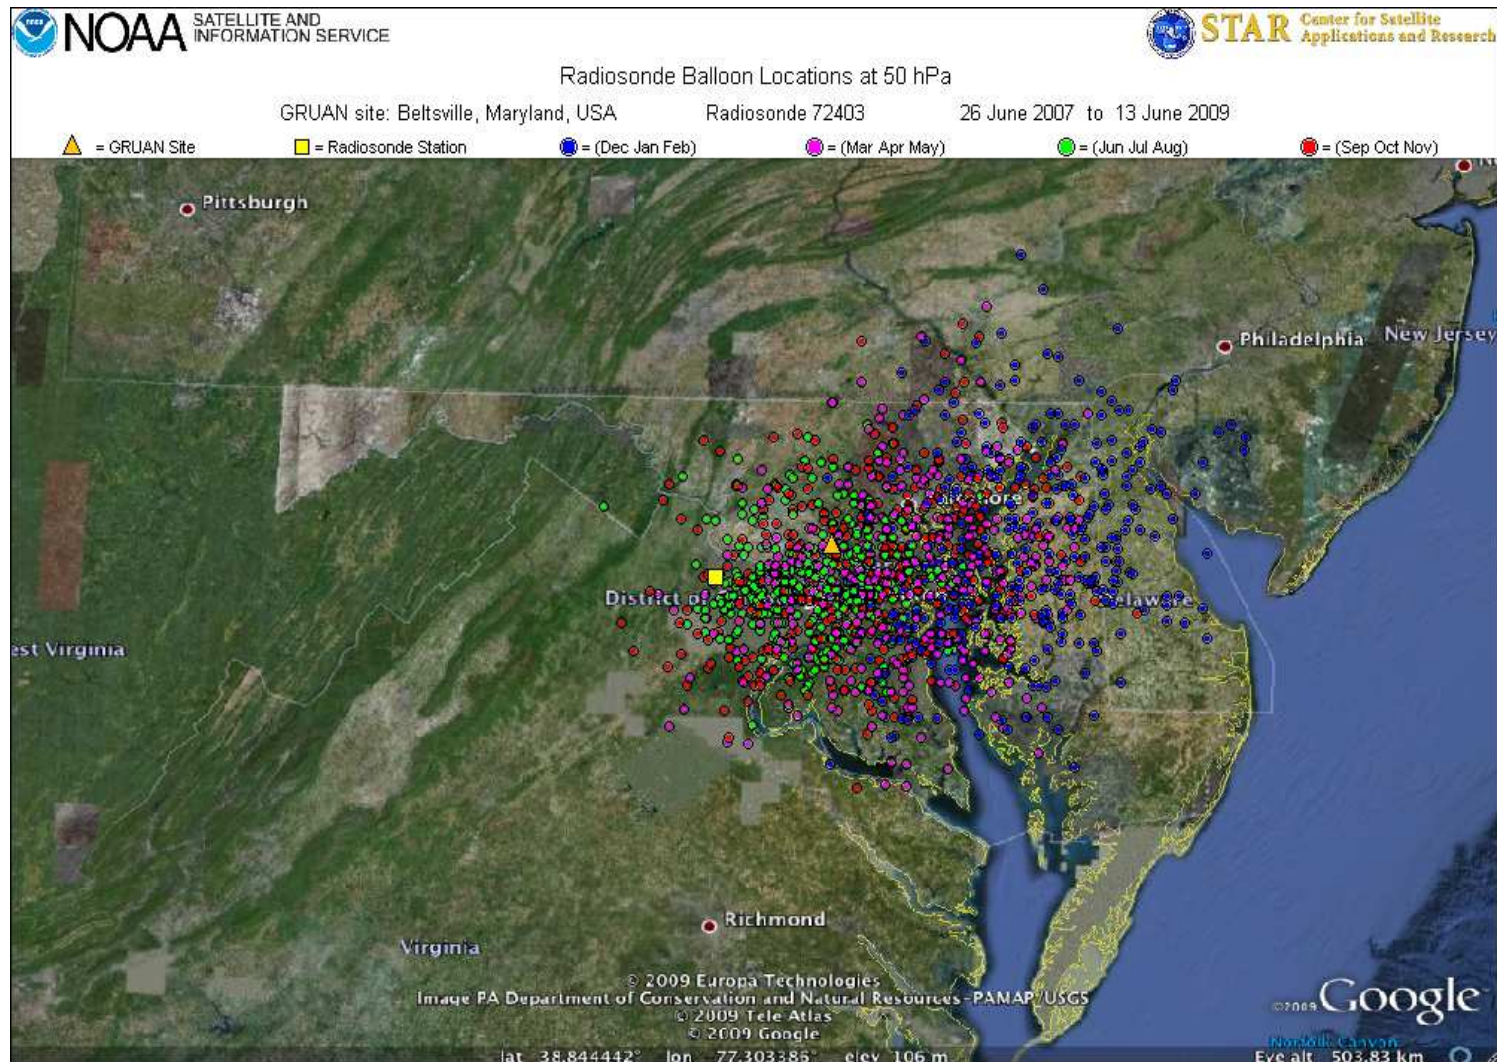 NOAA SATELLITE AND
INFORMATION SERVICE
STAR Center for Satellite
Applications and Research
Radiosonde Balloon Locations at 50 hPa
GRUAN site: Beltsville, Maryland, USA Radiosonde 72403 26 June 2007 to 13 June 2009
= GRUAN Site = Radiosonde Station = (Dec Jan Feb) = (Mar Apr May) = (Jun Jul Aug) = (Sep Oct Nov)
Pittsburgh
Philadelphia New Jersey
District of
Delaware
est Virginia
Richmond
Virginia
© 2009 Europa Technologies
Image PA Department of Conservation and Natural Resources-PAMAP/USGS
© 2009 Tele Atlas
© 2009 Google
©2009 Google
Norfolk Canyon
lat 38.844442° lon 77.303386° elev 106 m Eye alt 503.83 km